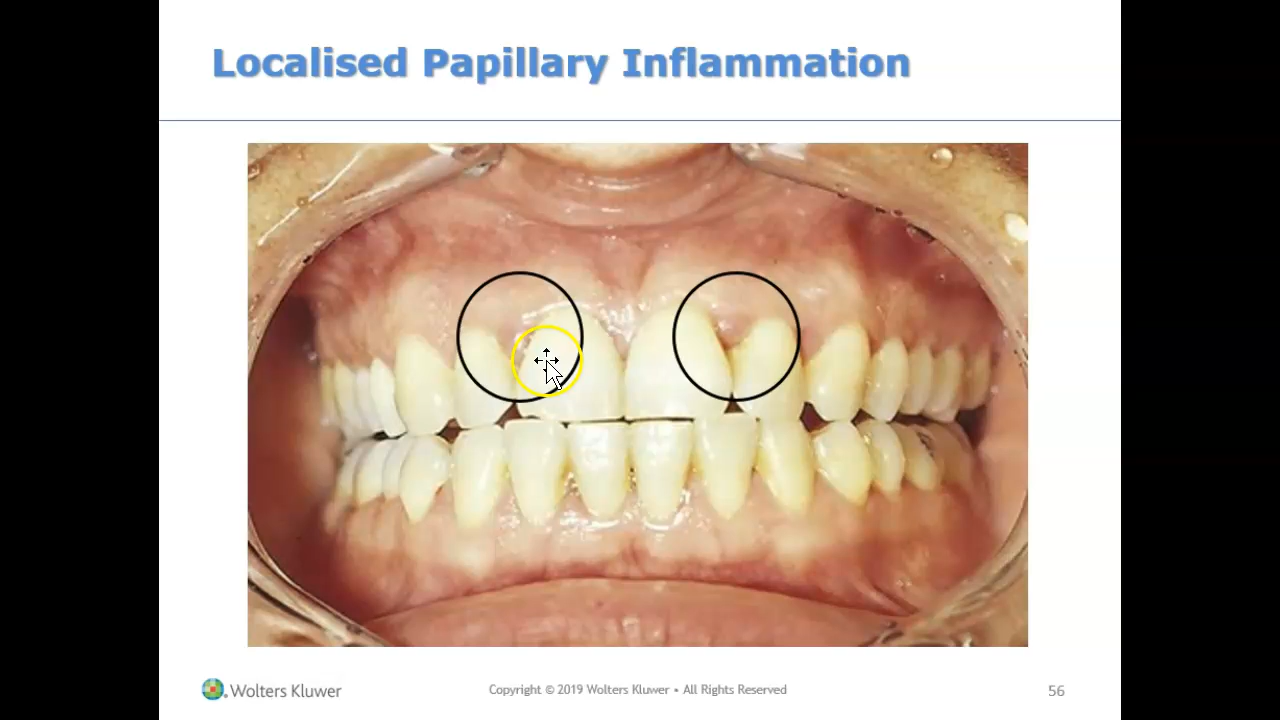 Localised Papillary Inflammation
Wolters Kluwer
Copyright © 2019 Wolters Kluwer • All Rights Reserved
56